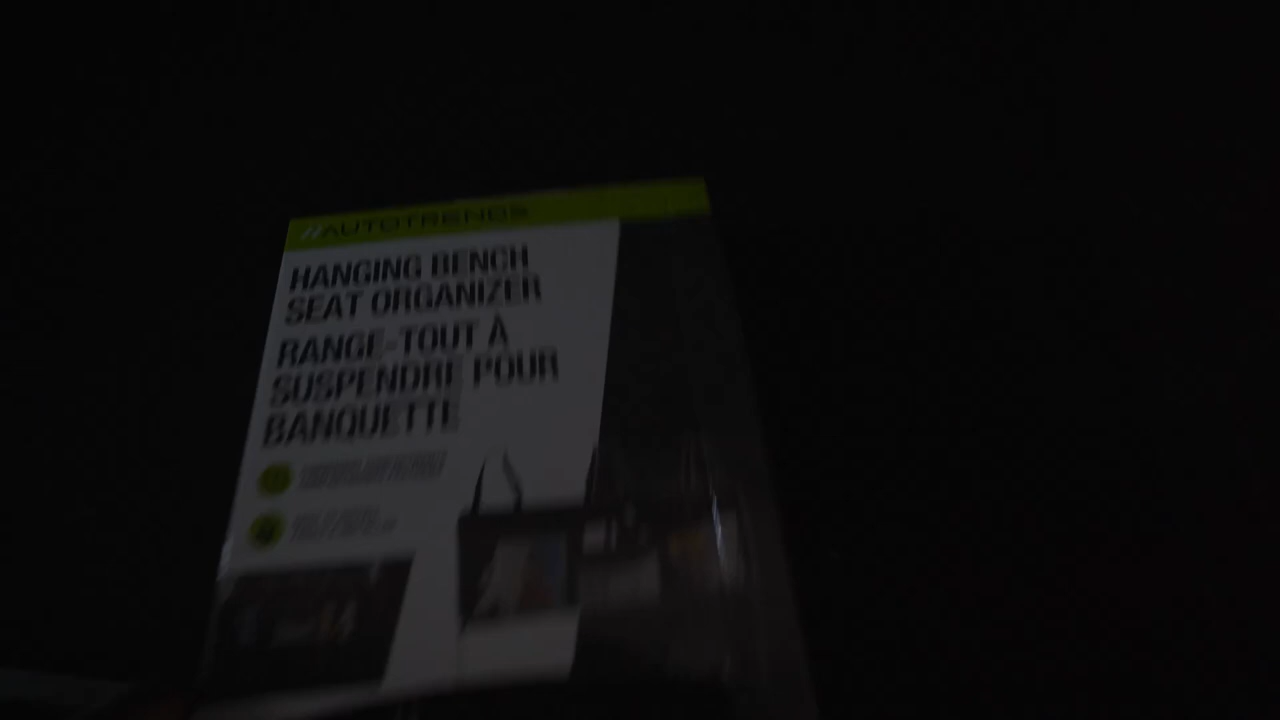 //AUTOTRENDS
HANGING BENCH
SEAT ORGANIZER
RANGE-TOUT À
SUSPENDRE POUR
BANQUETTE